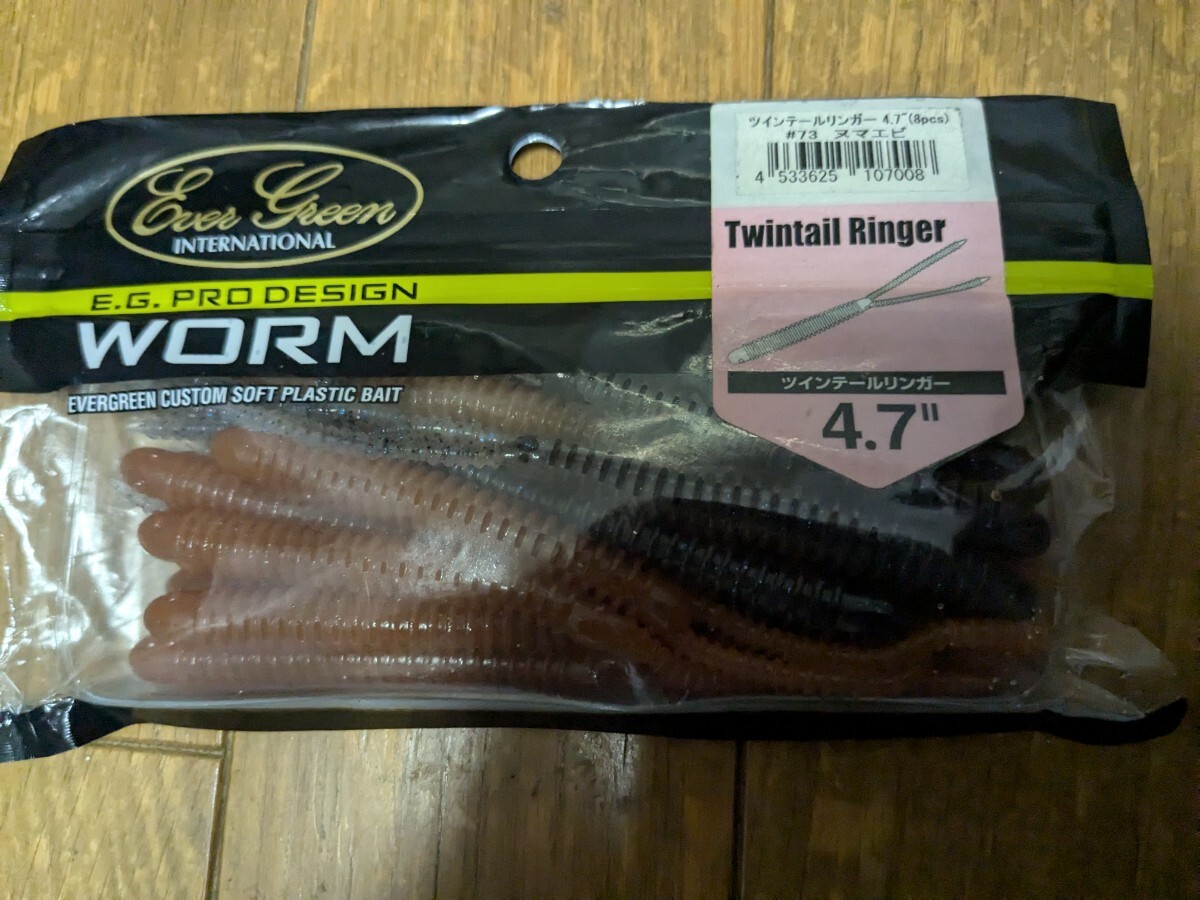 Ever Green
INTERNATIONAL
E.G. PRO DESIGN
WORM
EVERGREEN CUSTOM SOFT PLASTIC BAIT
ツインテールリンガー 4.7"(8pcs)
#73 ヌマエビ
4 533625 107008
Twintail Ringer
ツインテールリンガー
4.7"